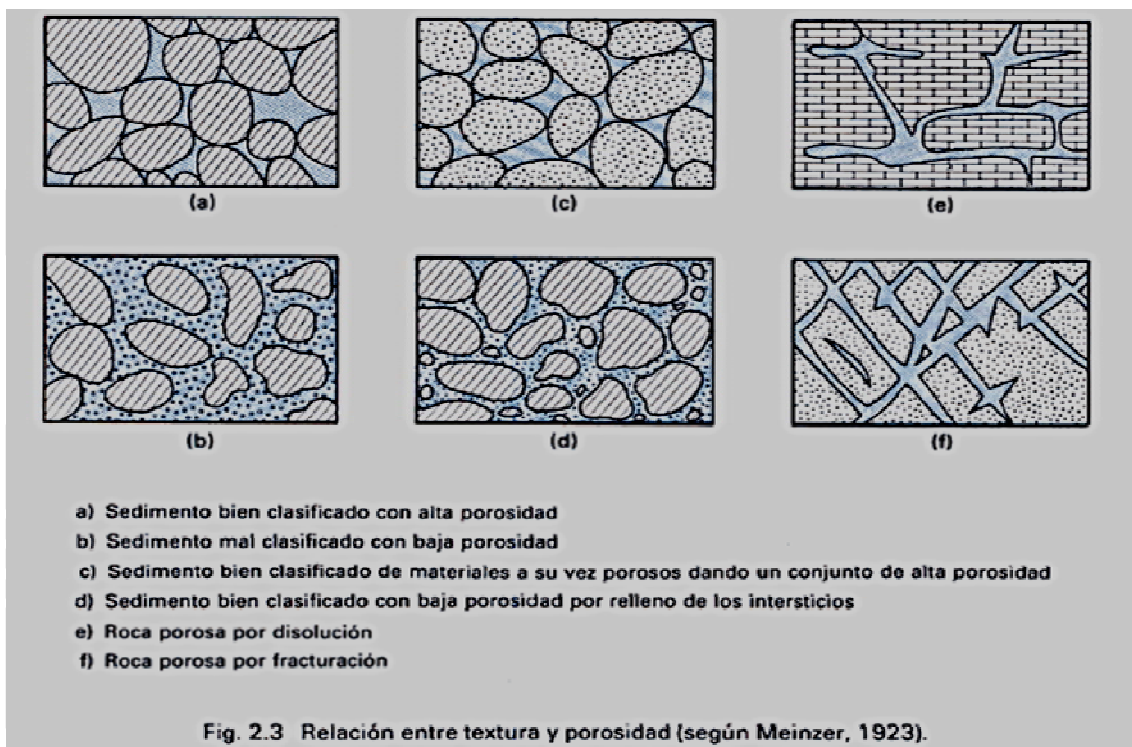 (a) (c) (e)
(b) (d) (f)
a) Sedimento bien clasificado con alta porosidad
b) Sedimento mal clasificado con baja porosidad
c) Sedimento bien clasificado de materiales a su vez porosos dando un conjunto de alta porosidad
d) Sedimento bien clasificado con baja porosidad por relleno de los intersticios
e) Roca porosa por disolución
f) Roca porosa por fracturación
Fig. 2.3 Relación entre textura y porosidad (según Meinzer, 1923).